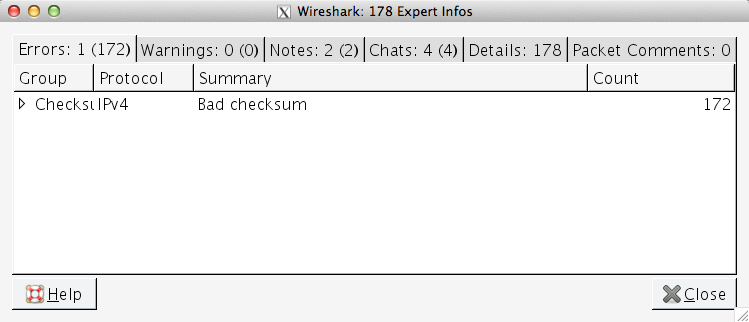 Wireshark: 178 Expert Infos
Errors: 1 (172) Warnings: 0 (0) Notes: 2 (2) Chats: 4 (4) Details: 178 Packet Comments: 0
Group Protocol Summary Count
Checksu IPv4 Bad checksum 172
Help Close